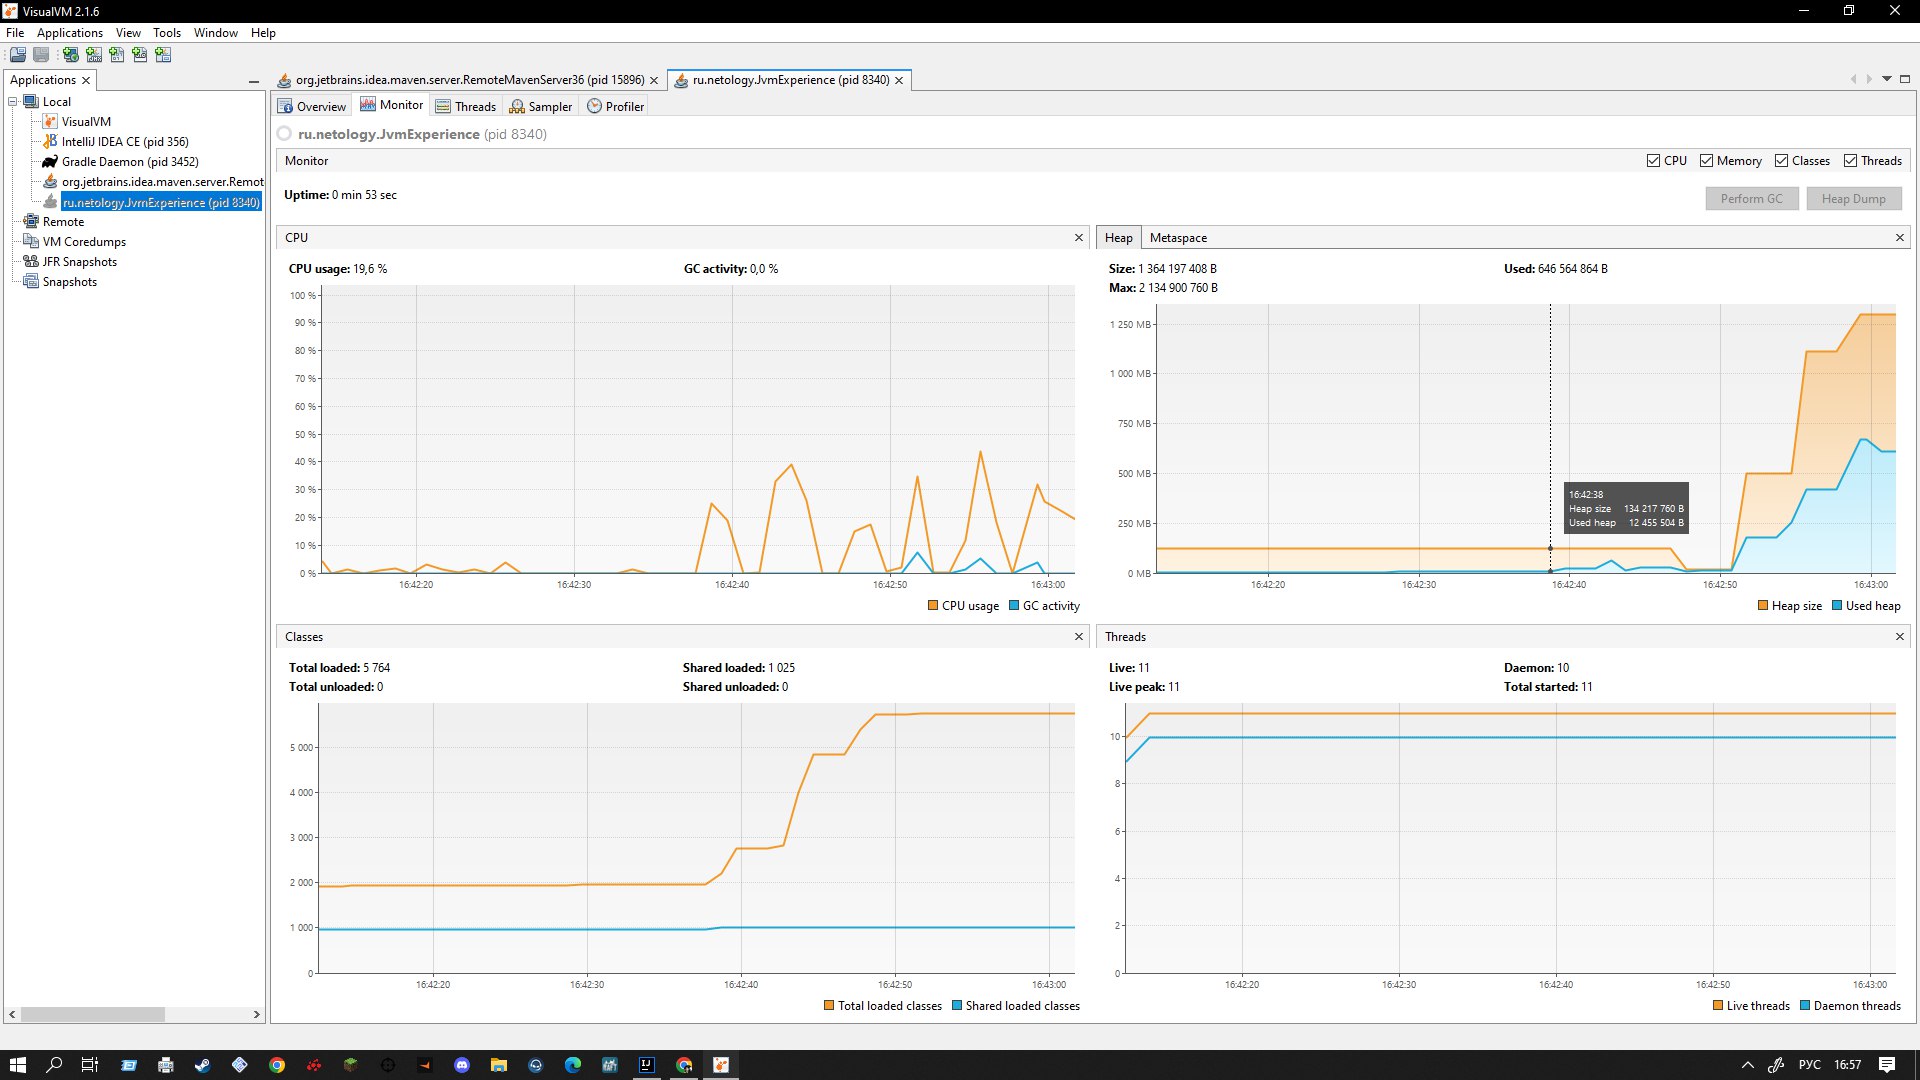 VisualVM 2.1.6
File Applications View Tools Window Help
Applications
Local
VisualVM
IntelliJ IDEA CE (pid 356)
Gradle Daemon (pid 3452)
org.jetbrains.idea.maven.server.Remot
ru.netology.JvmExperience (pid 8340)
Remote
VM Coredumps
JFR Snapshots
Snapshots
org.jetbrains.idea.maven.server.RemoteMavenServer36 (pid 15896)
ru.netology.JvmExperience (pid 8340)
Overview Monitor Threads Sampler Profiler
ru.netology.JvmExperience (pid 8340)
Monitor
CPU Memory Classes Threads
Uptime: 0 min 53 sec
Perform GC Heap Dump
CPU
CPU usage: 19,6 % GC activity: 0,0 %
100 %
90 %
80 %
70 %
60 %
50 %
40 %
30 %
20 %
10 %
0 %
16:42:20 16:42:30 16:42:40 16:42:50 16:43:00
CPU usage GC activity
Heap Metaspace
Size: 1 364 197 408 B Used: 646 564 864 B
Max: 2 134 900 760 B
1 250 MB
1 000 MB
750 MB
500 MB
250 MB
0 MB
16:42:38
Heap size 134 217 760 B
Used heap 12 455 504 B
16:42:20 16:42:30 16:42:40 16:42:50 16:43:00
Heap size Used heap
Classes
Total loaded: 5 764 Shared loaded: 1 025
Total unloaded: 0 Shared unloaded: 0
5 000
4 000
3 000
2 000
1 000
0
16:42:20 16:42:30 16:42:40 16:42:50 16:43:00
Total loaded classes Shared loaded classes
Threads
Live: 11 Daemon: 10
Live peak: 11 Total started: 11
10
8
6
4
2
0
16:42:20 16:42:30 16:42:40 16:42:50 16:43:00
Live threads Daemon threads
РУС 16:57